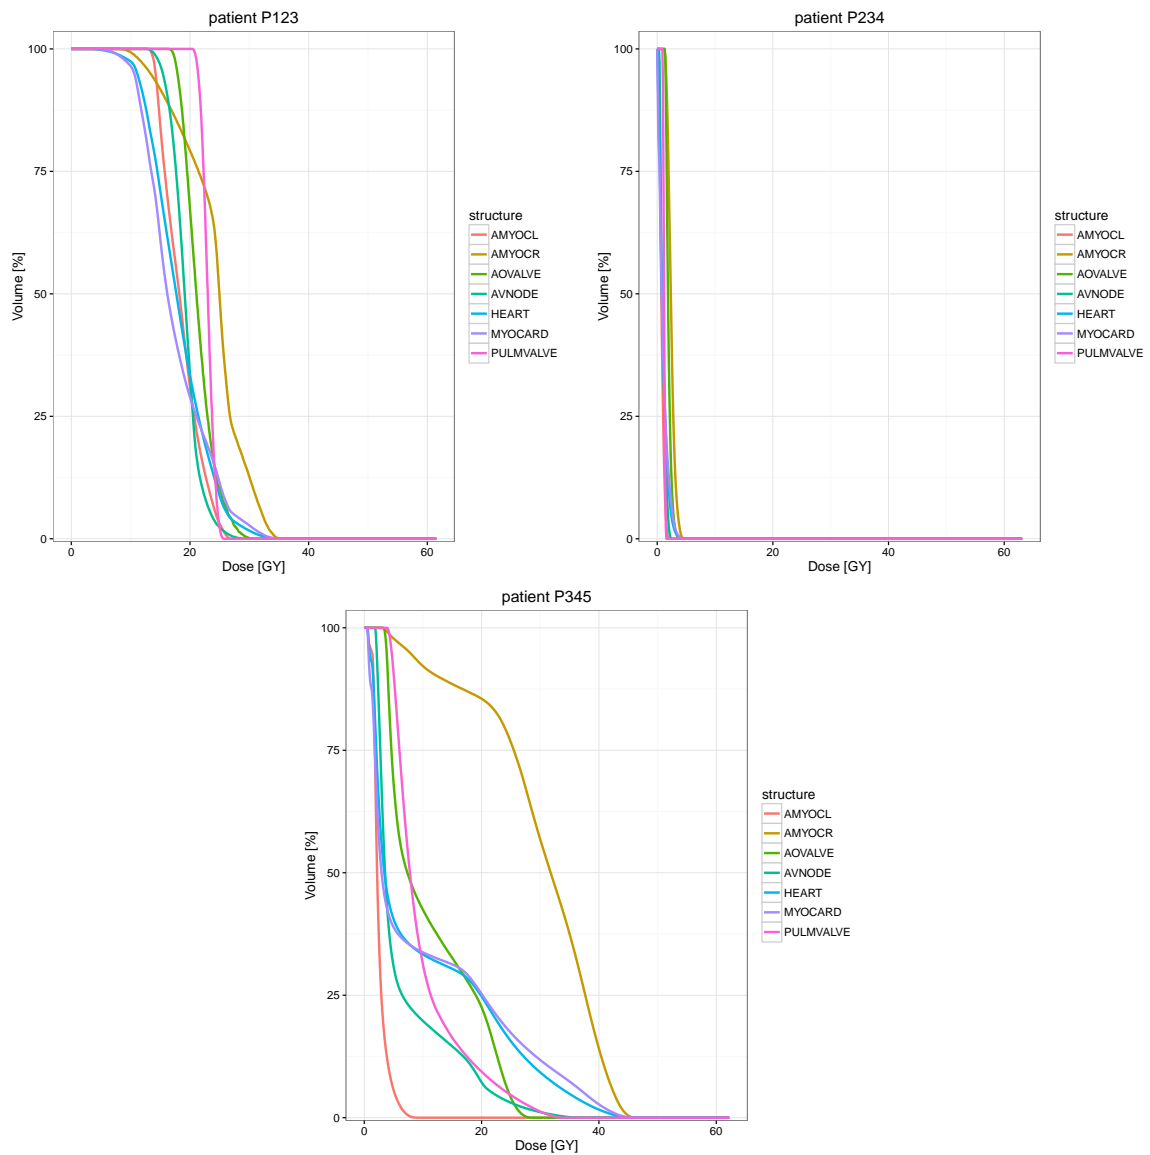 patient P123
100
75
50
25
0
Volume [%]
0 20 40 60
Dose [GY]
structure
AMYOCL
AMYOCR
AOVALVE
AVNODE
HEART
MYOCARD
PULMVALVE
patient P234
100
75
50
25
0
Volume [%]
0 20 40 60
Dose [GY]
structure
AMYOCL
AMYOCR
AOVALVE
AVNODE
HEART
MYOCARD
PULMVALVE
patient P345
100
75
50
25
0
Volume [%]
0 20 40 60
Dose [GY]
structure
AMYOCL
AMYOCR
AOVALVE
AVNODE
HEART
MYOCARD
PULMVALVE